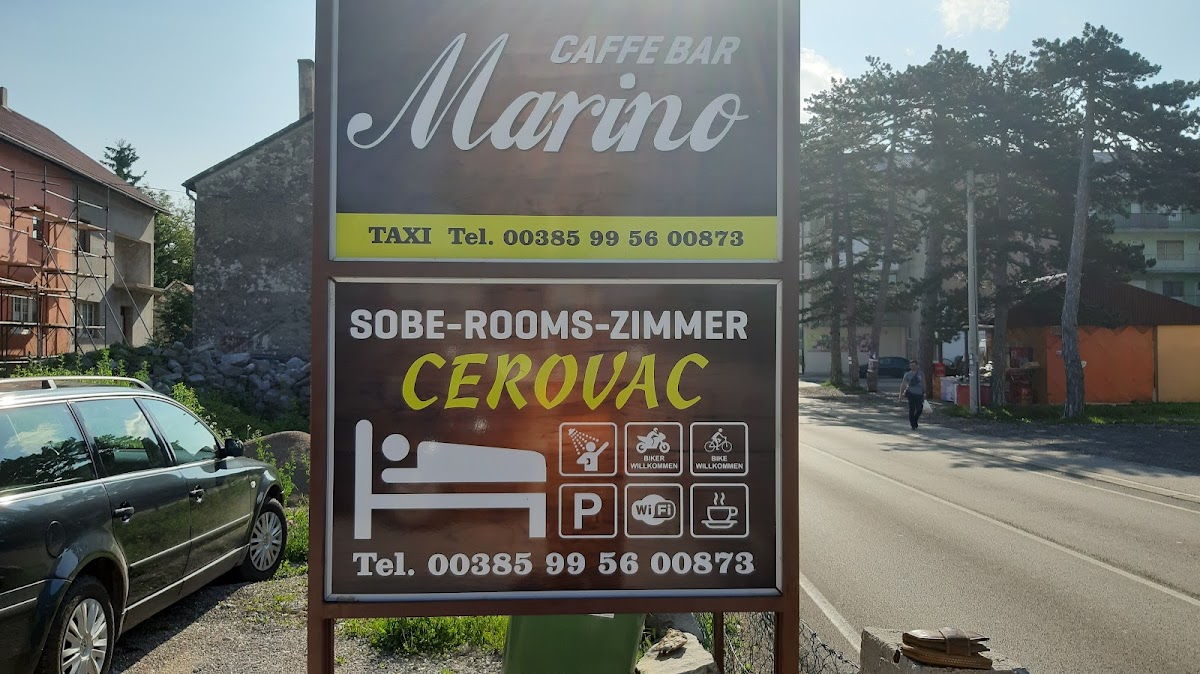 CAFFE BAR
Marino
TAXI Tel. 00385 99 56 00873
SOBE-ROOMS-ZIMMER
CEROVAC
BIKER WILLKOMMEN
BIKE WILLKOMMEN
P
WiFi
Tel. 00385 99 56 00873